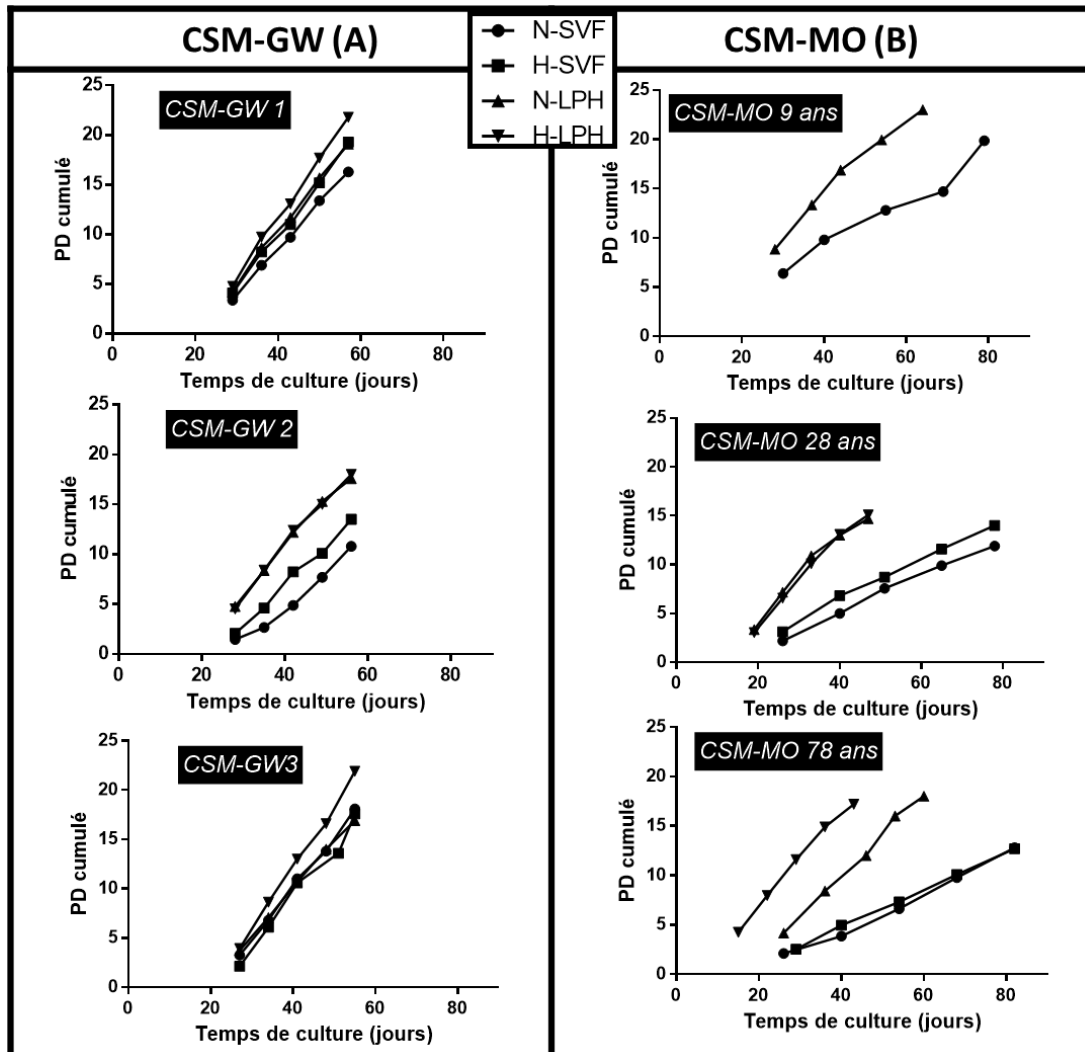 CSM-GW (A)
CSM-MO (B)
N-SVF
H-SVF
N-LPH
H-LPH
CSM-GW 1
PD cumulé
25
20
15
10
5
0
0 20 40 60 80
Temps de culture (jours)
CSM-MO 9 ans
PD cumulé
25
20
15
10
5
0
0 20 40 60 80
Temps de culture (jours)
CSM-GW 2
PD cumulé
25
20
15
10
5
0
0 20 40 60 80
Temps de culture (jours)
CSM-MO 28 ans
PD cumulé
25
20
15
10
5
0
0 20 40 60 80
Temps de culture (jours)
CSM-GW3
PD cumulé
25
20
15
10
5
0
0 20 40 60 80
Temps de culture (jours)
CSM-MO 78 ans
PD cumulé
25
20
15
10
5
0
0 20 40 60 80
Temps de culture (jours)